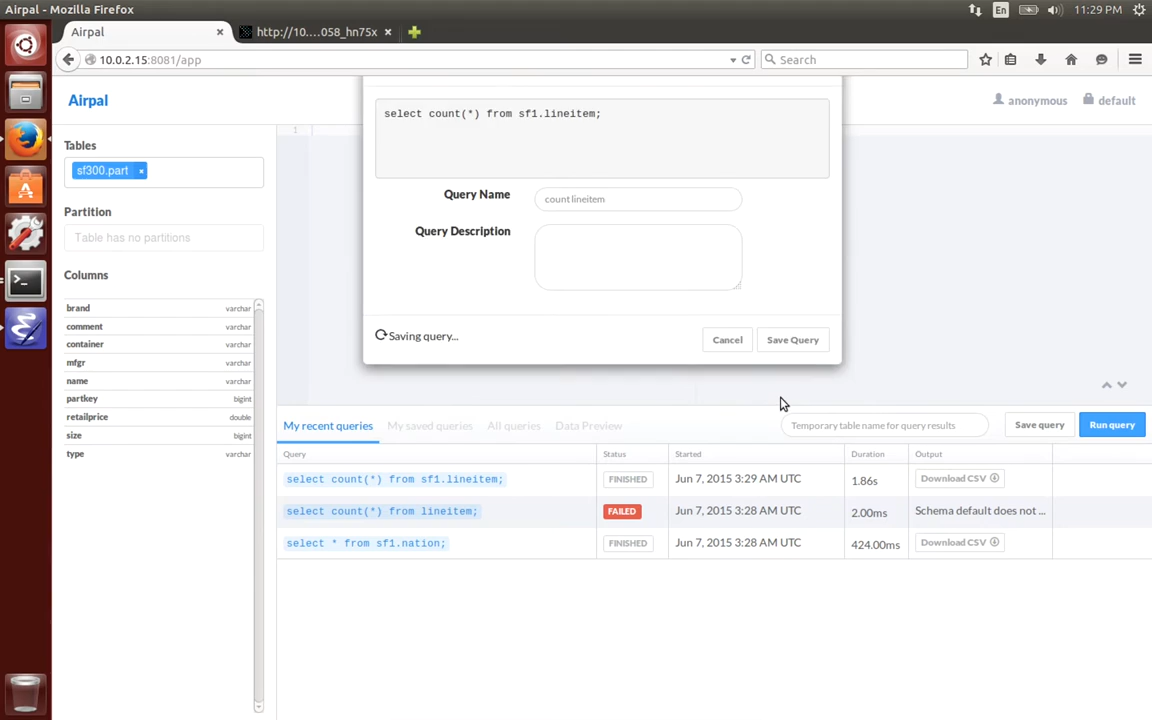 Airpal - Mozilla Firefox
En
11:29 PM
Airpal ×
http://10....058_hn75x ×
10.0.2.15:8081/app
Search
Airpal
anonymous
default
Tables
sf300.part ×
Partition
Table has no partitions
Columns
brand varchar
comment varchar
container varchar
mfgr varchar
name varchar
partkey bigint
retailprice double
size bigint
type varchar
1
select count(*) from sf1.lineitem;
Query Name
count lineitem
Query Description
Saving query...
Cancel
Save Query
My recent queries
My saved queries
All queries
Data Preview
Temporary table name for query results
Save query
Run query
Query Status Started Duration Output
select count(*) from sf1.lineitem; FINISHED Jun 7, 2015 3:29 AM UTC 1.86s Download CSV
select count(*) from lineitem; FAILED Jun 7, 2015 3:28 AM UTC 2.00ms Schema default does not ...
select * from sf1.nation; FINISHED Jun 7, 2015 3:28 AM UTC 424.00ms Download CSV